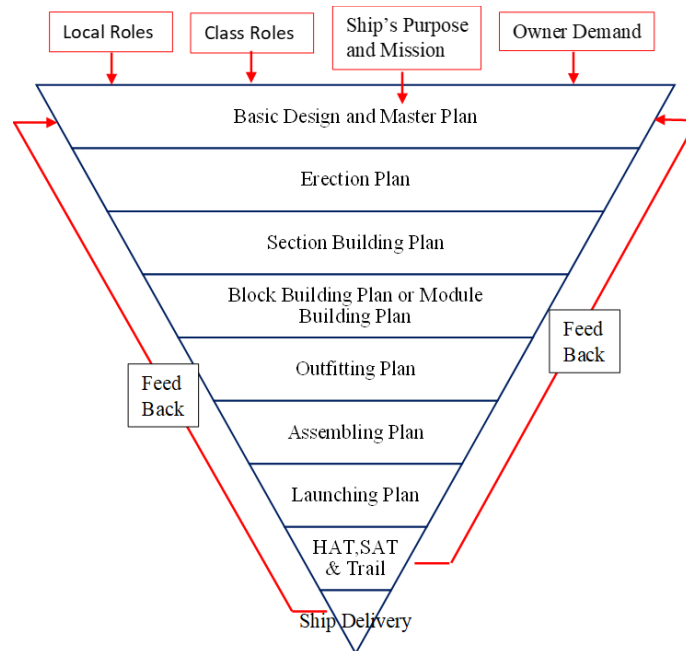 Local Roles
Class Roles
Ship's Purpose
and Mission
Owner Demand
Basic Design and Master Plan
Erection Plan
Section Building Plan
Block Building Plan or Module
Building Plan
Feed
Back
Outfitting Plan
Feed
Back
Assembling Plan
Launching Plan
HAT,SAT
& Trail
Ship Delivery